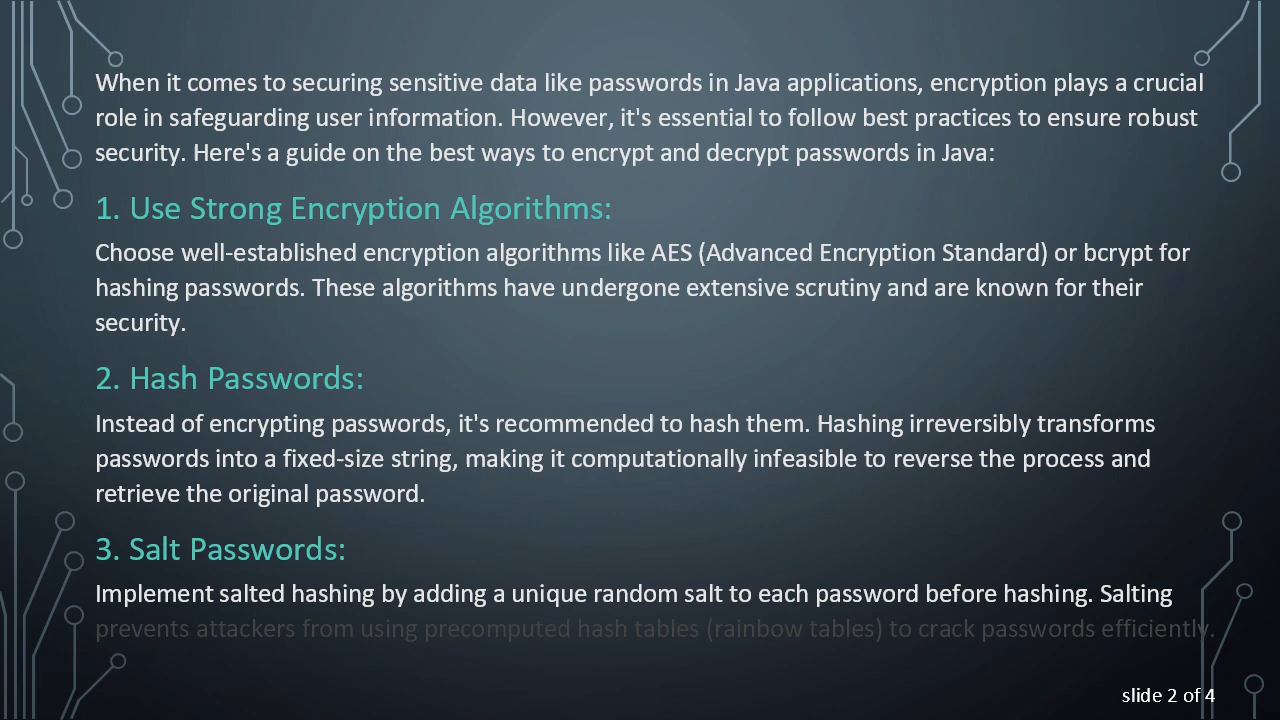 When it comes to securing sensitive data like passwords in Java applications, encryption plays a crucial
role in safeguarding user information. However, it's essential to follow best practices to ensure robust
security. Here's a guide on the best ways to encrypt and decrypt passwords in Java:
1. Use Strong Encryption Algorithms:
Choose well-established encryption algorithms like AES (Advanced Encryption Standard) or bcrypt for
hashing passwords. These algorithms have undergone extensive scrutiny and are known for their
security.
2. Hash Passwords:
Instead of encrypting passwords, it's recommended to hash them. Hashing irreversibly transforms
passwords into a fixed-size string, making it computationally infeasible to reverse the process and
retrieve the original password.
3. Salt Passwords:
Implement salted hashing by adding a unique random salt to each password before hashing. Salting
prevents attackers from using precomputed hash tables (rainbow tables) to crack passwords efficiently.
slide 2 of 4